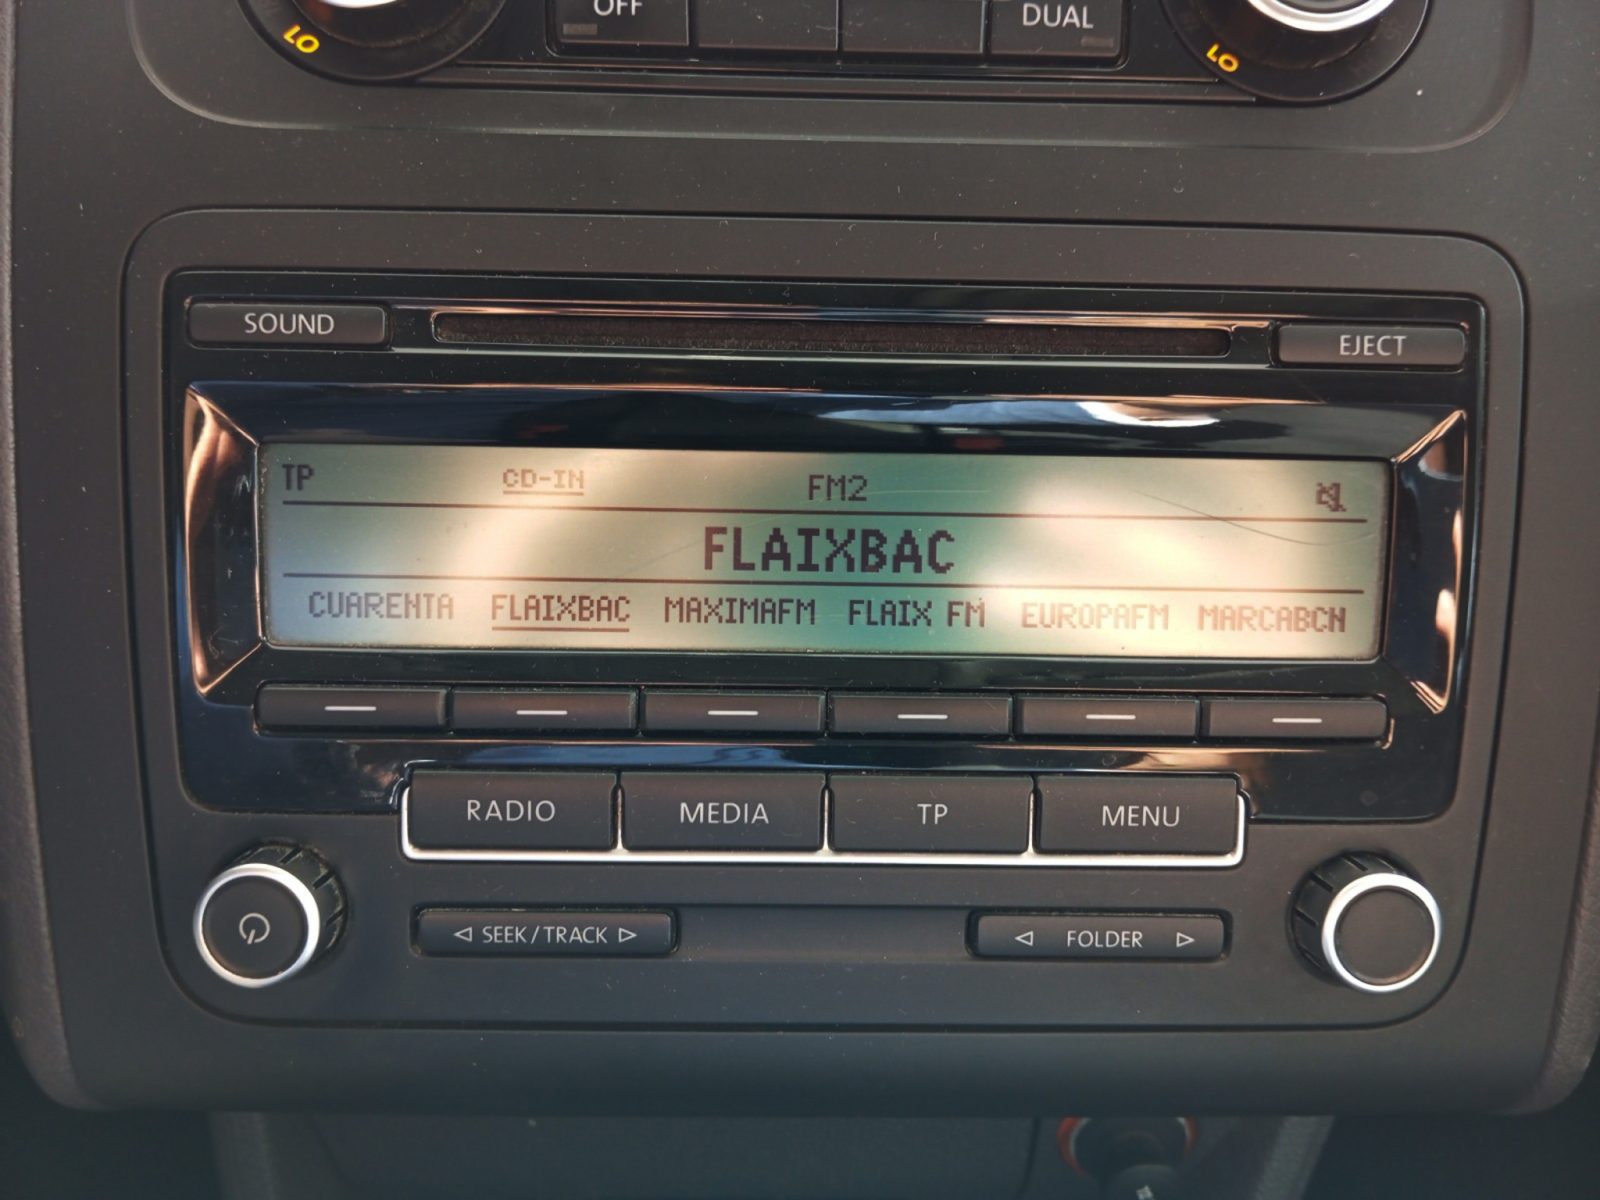 OFF
DUAL
LO
LO
SOUND
EJECT
TP CD-IN FM2
FLAIXBAC
CUARENTA FLAIXBAC MAXIMAFM FLAIX FM EUROPAFM MARCABCN
RADIO MEDIA TP MENU
SEEK/TRACK
FOLDER